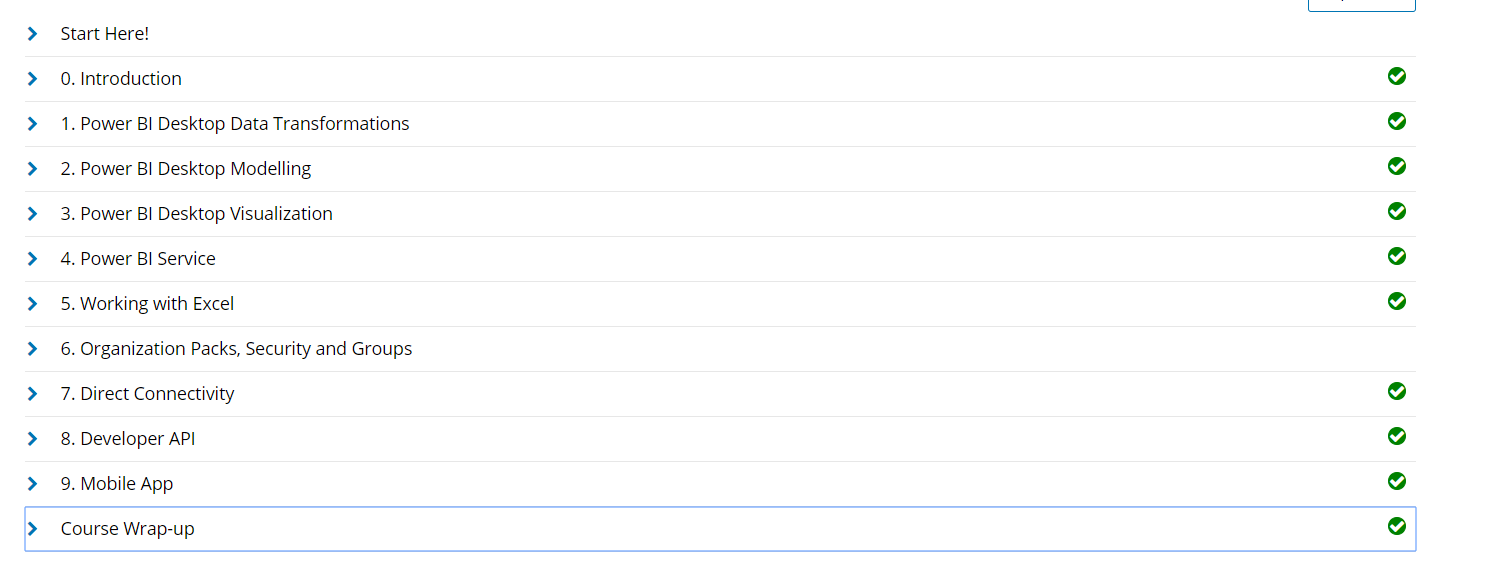 Start Here!
0. Introduction
1. Power BI Desktop Data Transformations
2. Power BI Desktop Modelling
3. Power BI Desktop Visualization
4. Power BI Service
5. Working with Excel
6. Organization Packs, Security and Groups
7. Direct Connectivity
8. Developer API
9. Mobile App
Course Wrap-up